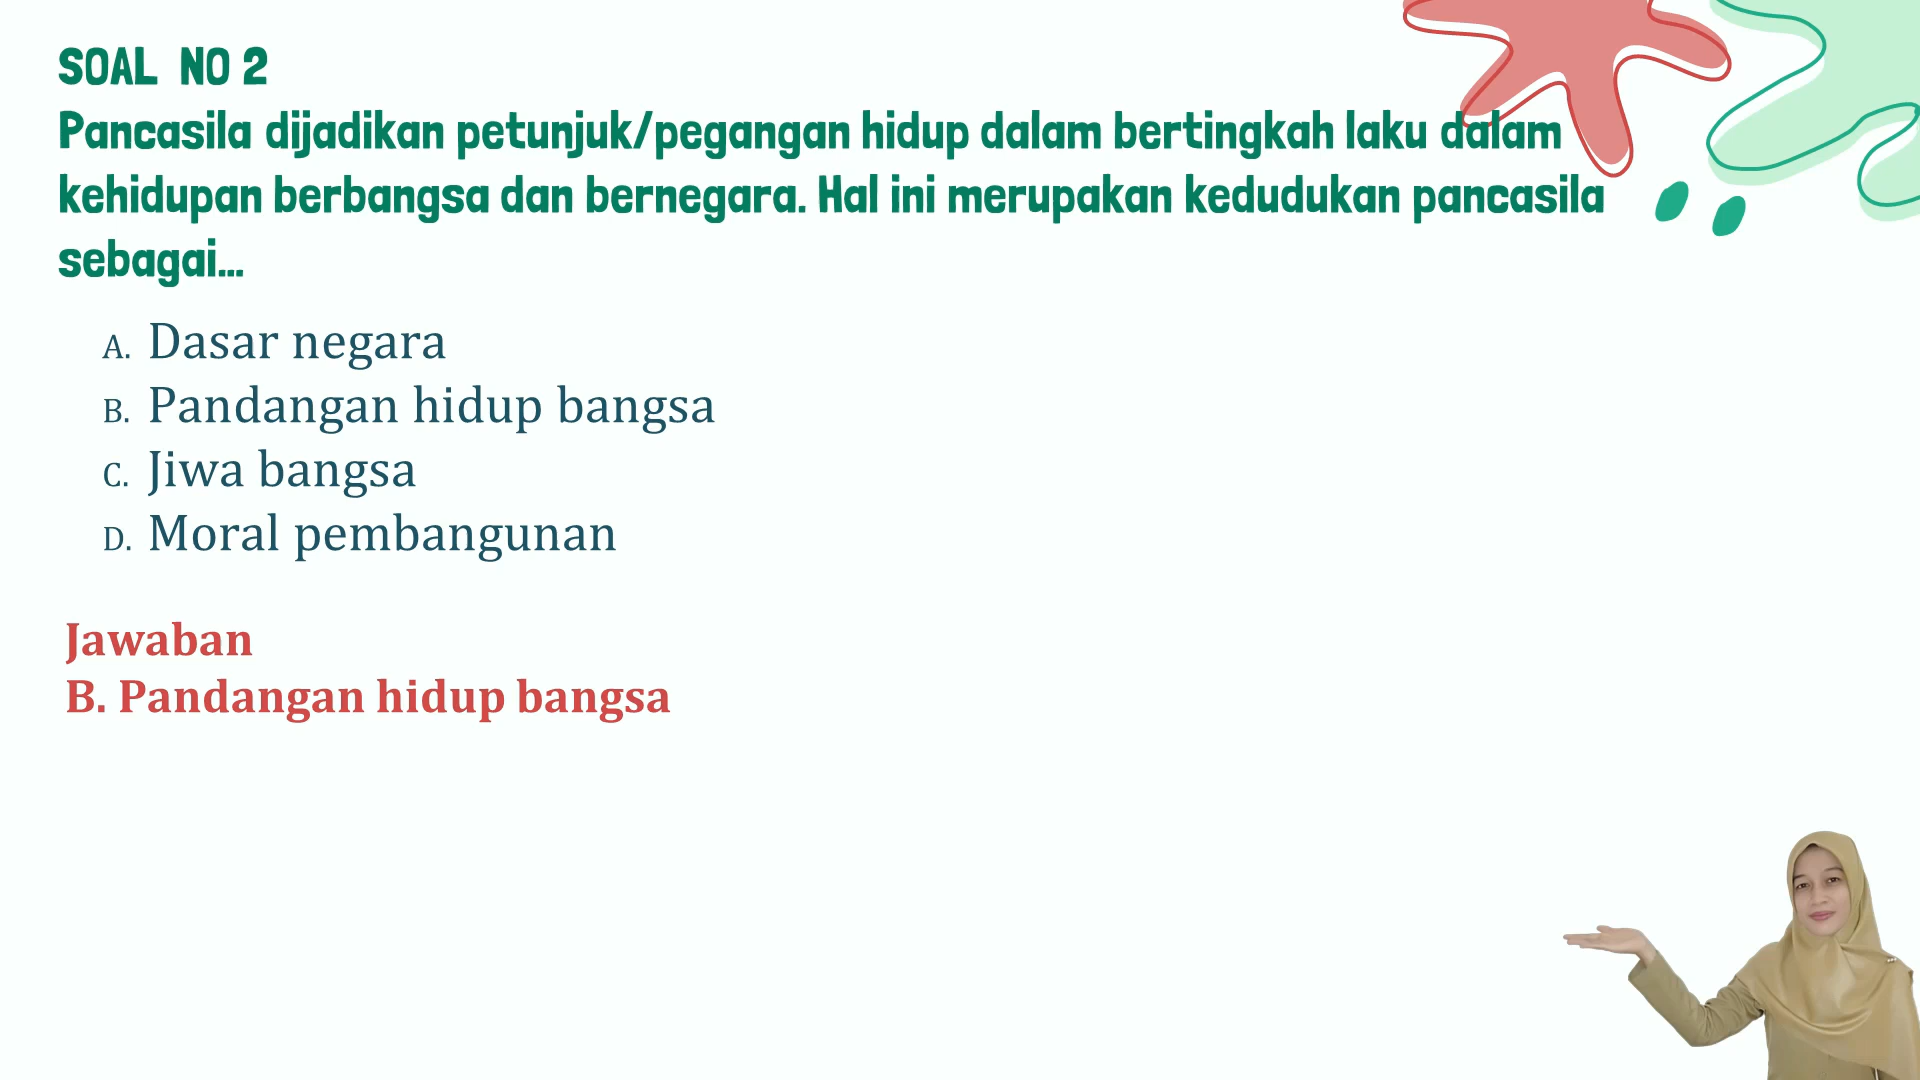 SOAL NO 2
Pancasila dijadikan petunjuk/pegangan hidup dalam bertingkah laku dalam
kehidupan berbangsa dan bernegara. Hal ini merupakan kedudukan pancasila
sebagai...
A. Dasar negara
B. Pandangan hidup bangsa
C. Jiwa bangsa
D. Moral pembangunan
Jawaban
B. Pandangan hidup bangsa